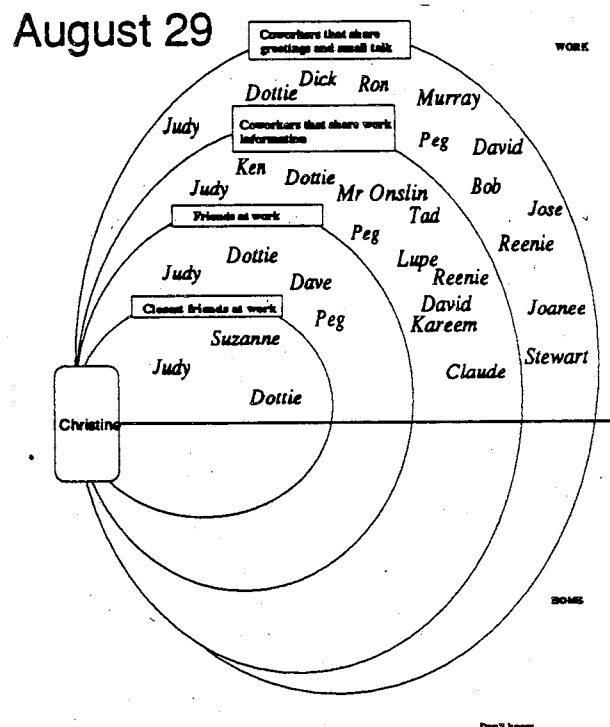 August 29
Coworkers that share
greetings and small talk
WORK
Dick
Ron
Dottie
Murray
Judy
Coworkers that share work
information
Peg
David
Ken
Dottie
Bob
Judy
Mr Onslin
Jose
Tad
Friends at work
Peg
Reenie
Dottie
Lupe
Judy
Reenie
Dave
Closest friends at work
David
Joanee
Peg
Kareem
Suzanne
Stewart
Judy
Claude
Dottie
Christine
HOME
Don't know